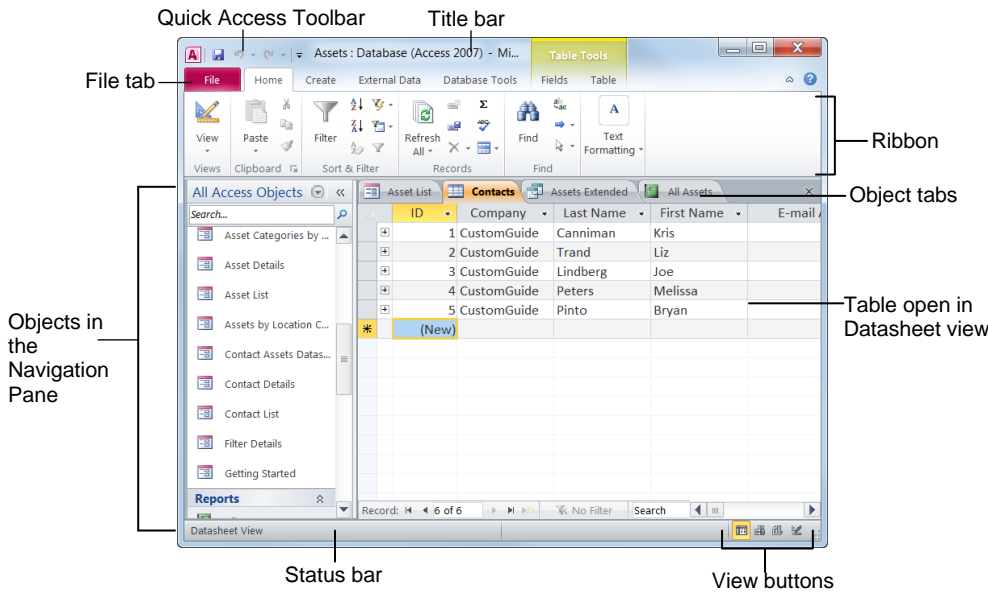 Quick Access Toolbar
Title bar
Assets : Database (Access 2007) - Mi...
Table Tools
File tab
File
Home
Create
External Data
Database Tools
Fields
Table
View
Paste
Filter
Refresh
All
Σ
ABC
Find
ab
ac
A
Text
Formatting
Views
Clipboard
Sort & Filter
Records
Find
Ribbon
All Access Objects
«
Search...
Asset List
Contacts
Assets Extended
All Assets
×
Object tabs
ID
Company
Last Name
First Name
E-mail A
1 CustomGuide Canniman Kris
2 CustomGuide Trand Liz
3 CustomGuide Lindberg Joe
4 CustomGuide Peters Melissa
5 CustomGuide Pinto Bryan
(New)
Table open in
Datasheet view
Objects in
the
Navigation
Pane
Asset Categories by ...
Asset Details
Asset List
Assets by Location C...
Contact Assets Datas...
Contact Details
Contact List
Filter Details
Getting Started
Reports
Record:
6 of 6
No Filter
Search
Datasheet View
Status bar
View buttons